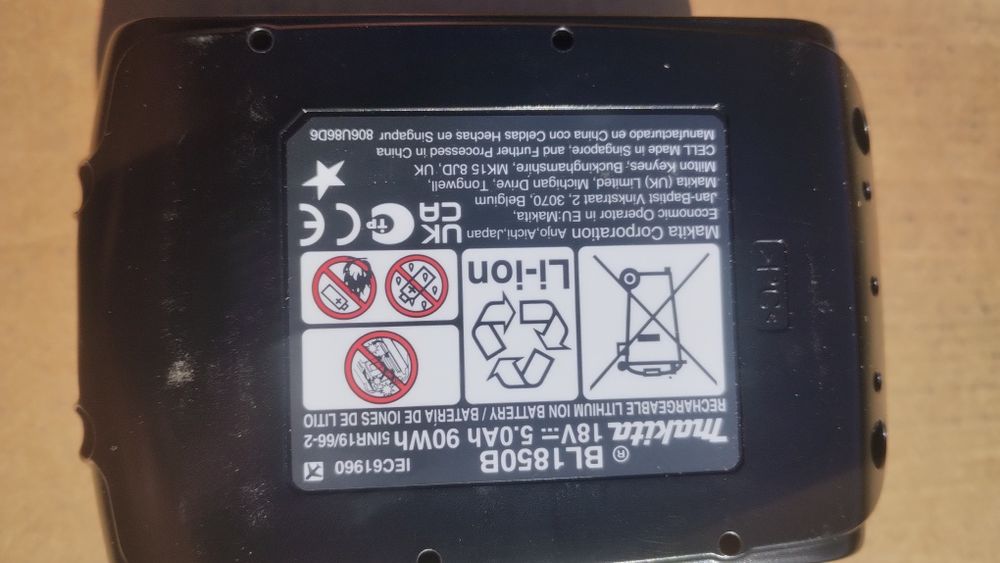 BL1850B
IEC61960
makita® 18V⎓5.0Ah 90Wh 5INR19/66-2
RECHARGEABLE LITHIUM ION BATTERY / BATERÍA DE IONES DE LITIO
Li-ion
Makita Corporation Anjo,Aichi,Japan
Economic Operator in EU:Makita,
Jan-Baptist Vinkstraat 2, 3070, Belgium
Makita (UK) Limited, Michigan Drive, Tongwell,
Milton Keynes, Buckinghamshire, MK15 8JD, UK
CELL Made in Singapore, and Further Processed in China
Manufacturado en China con Celdas Hechas en Singapur 806U86D6
UK
CA
TP
CE